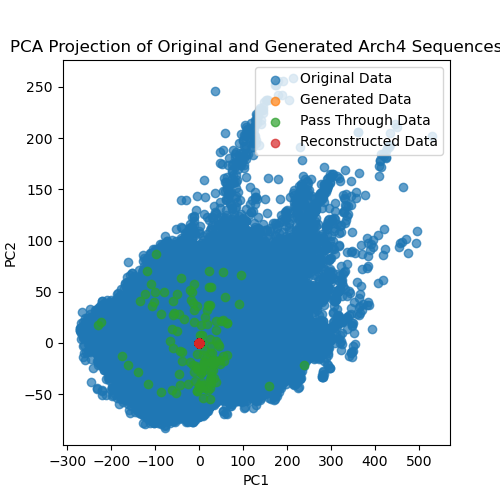 PCA Projection of Original and Generated Arch4 Sequences
Original Data
Generated Data
Pass Through Data
Reconstructed Data
250
200
150
100
50
0
−50
PC2
−300 −200 −100 0 100 200 300 400 500
PC1